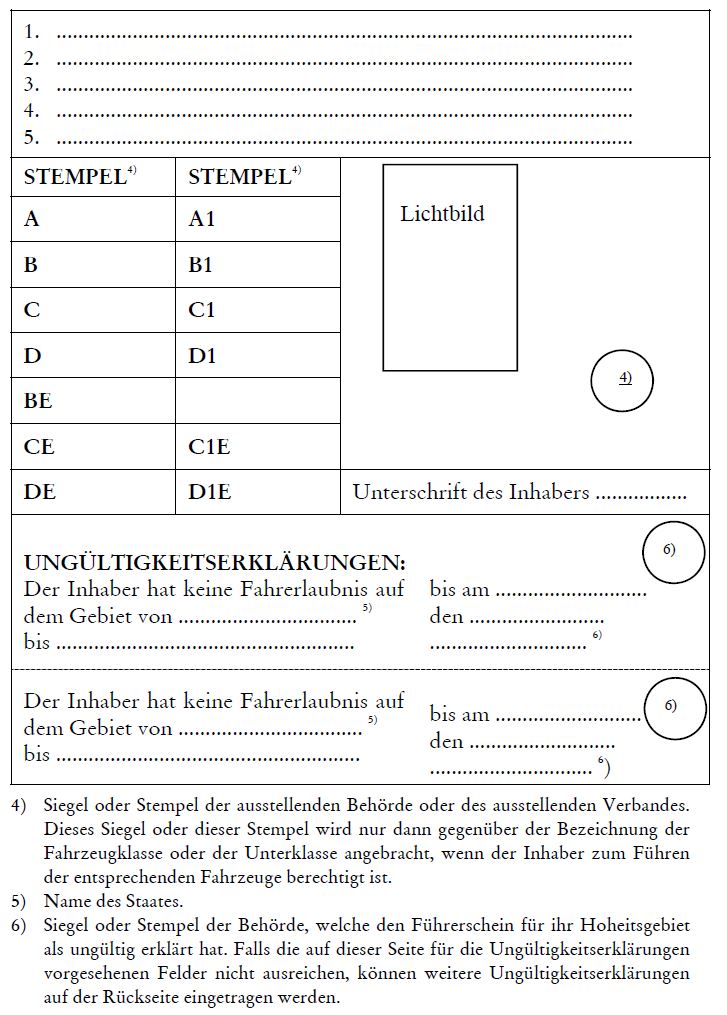 1. ................................................................................................
2. ................................................................................................
3. ................................................................................................
4. ................................................................................................
5. ................................................................................................
STEMPEL4) STEMPEL4)
Lichtbild
A A1
B B1
C C1
D D1
4)
BE
CE C1E
DE D1E Unterschrift des Inhabers .................
6)
UNGÜLTIGKEITSERKLÄRUNGEN:
Der Inhaber hat keine Fahrerlaubnis auf bis am ............................
dem Gebiet von ................................. 5) den .........................
bis ....................................................... ............................. 6)
6)
Der Inhaber hat keine Fahrerlaubnis auf bis am ...........................
dem Gebiet von .................................. 5) den ...........................
bis ........................................................ .............................. 6)
4) Siegel oder Stempel der ausstellenden Behörde oder des ausstellenden Verbandes.
Dieses Siegel oder dieser Stempel wird nur dann gegenüber der Bezeichnung der
Fahrzeugklasse oder der Unterklasse angebracht, wenn der Inhaber zum Führen
der entsprechenden Fahrzeuge berechtigt ist.
5) Name des Staates.
6) Siegel oder Stempel der Behörde, welche den Führerschein für ihr Hoheitsgebiet
als ungültig erklärt hat. Falls die auf dieser Seite für die Ungültigkeitserklärungen
vorgesehenen Felder nicht ausreichen, können weitere Ungültigkeitserklärungen
auf der Rückseite eingetragen werden.